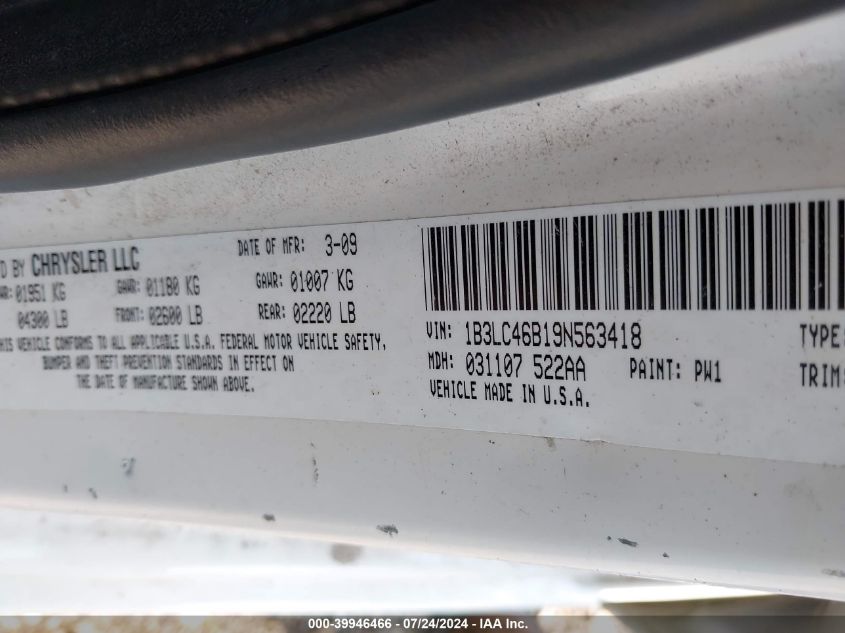 D BY CHRYSLER LLC
DATE OF MFR: 3-09
WR: 01951 KG
GAWR: 01180 KG
GAWR: 01007 KG
04300 LB
FRONT: 02600 LB
REAR: 02220 LB
HIS VEHICLE CONFORMS TO ALL APPLICABLE U.S.A. FEDERAL MOTOR VEHICLE SAFETY,
BUMPER AND THEFT PREVENTION STANDARDS IN EFFECT ON
THE DATE OF MANUFACTURE SHOWN ABOVE.
VIN: 1B3LC46B19N563418
TYPE:
MDH: 031107 522AA
PAINT: PW1
TRIM:
VEHICLE MADE IN U.S.A.
000-39946466 - 07/24/2024 - IAA Inc.